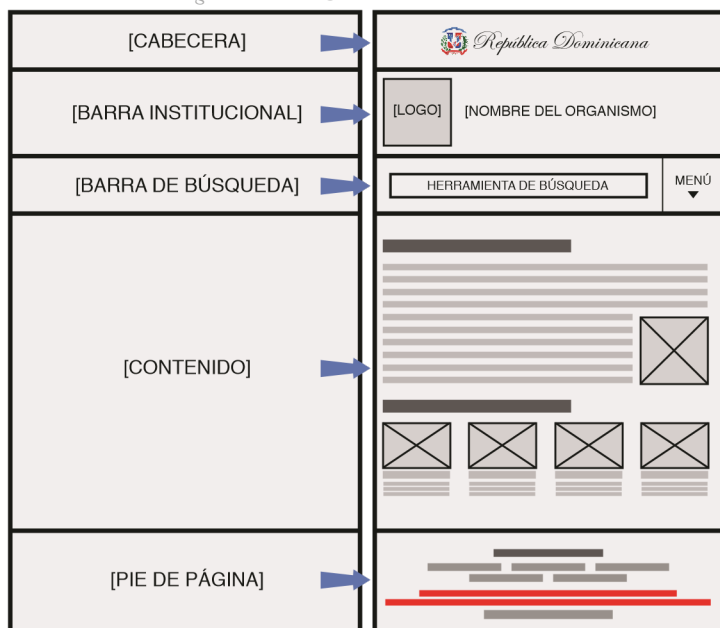 [CABECERA]
República Dominicana
[BARRA INSTITUCIONAL]
[LOGO]
[NOMBRE DEL ORGANISMO]
[BARRA DE BÚSQUEDA]
HERRAMIENTA DE BÚSQUEDA
MENÚ
[CONTENIDO]
[PIE DE PÁGINA]